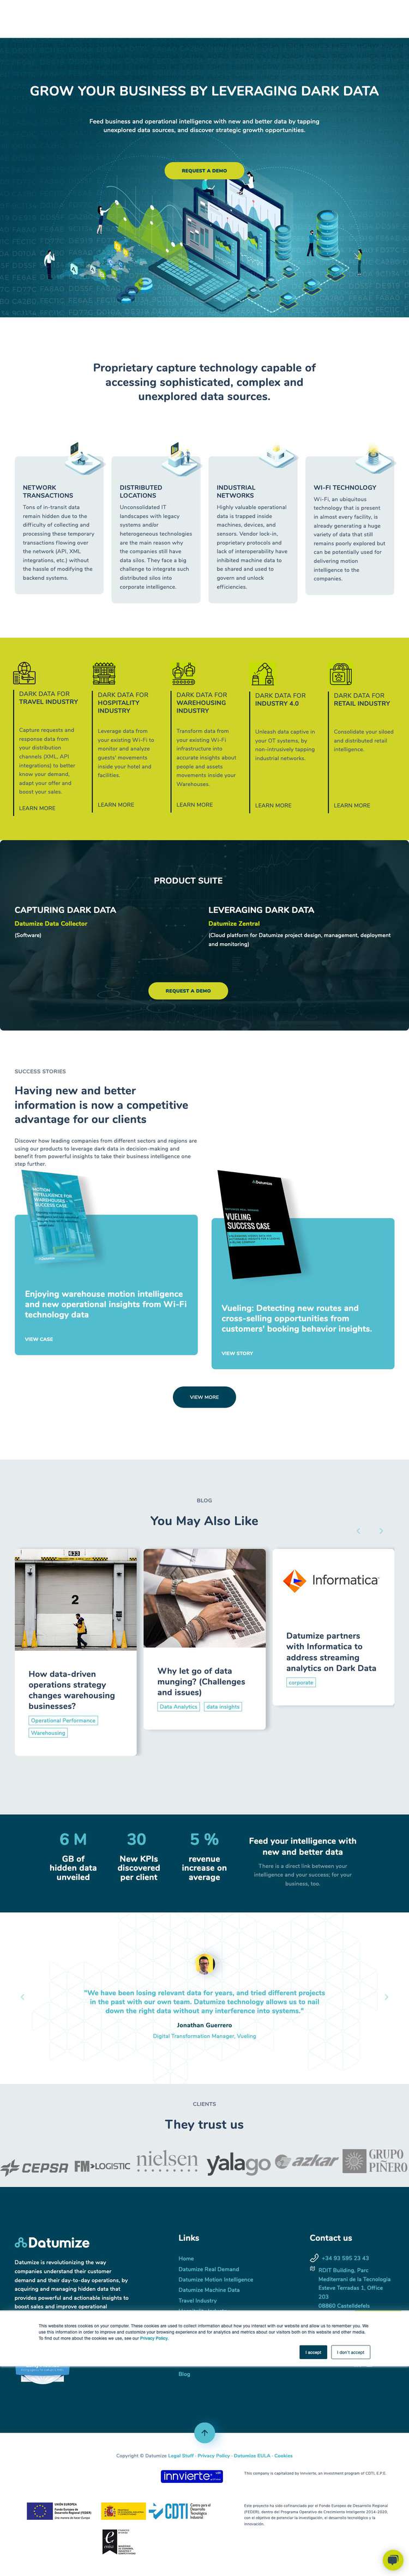 GROW YOUR BUSINESS BY LEVERAGING DARK DATA
Feed business and operational intelligence with new and better data by tapping
unexplored data sources, and discover strategic growth opportunities.
REQUEST A DEMO
Proprietary capture technology capable of
accessing sophisticated, complex and
unexplored data sources.
NETWORK
TRANSACTIONS
Tons of in-transit data
remain hidden due to the
difficulty of collecting and
processing these temporary
transactions flowing over
the network (API, XML
integrations, etc.) without
the hassle of modifying the
backend systems.
DISTRIBUTED
LOCATIONS
Unconsolidated IT
landscapes with legacy
systems and/or
heterogeneous technologies
are the main reason why
the companies still have
data silos. They face a big
challenge to integrate such
distributed silos into
corporate intelligence.
INDUSTRIAL
NETWORKS
Highly valuable operational
data is trapped inside
machines, devices, and
sensors. Vendor lock-in,
proprietary protocols and
lack of interoperability have
inhibited machine data to
be shared and used to
govern and unlock
efficiencies.
WI-FI TECHNOLOGY
Wi-Fi, an ubiquitous
technology that is present
in almost every facility, is
already generating a huge
variety of data that still
remains poorly explored but
can be potentially used for
delivering motion
intelligence to the
companies.
DARK DATA FOR
TRAVEL INDUSTRY
Capture requests and
response data from
your distribution
channels (XML, API
integrations) to better
know your demand,
adapt your offer and
boost your sales.
LEARN MORE
DARK DATA FOR
HOSPITALITY
INDUSTRY
Leverage data from
your existing Wi-Fi to
monitor and analyze
guests' movements
inside your hotel and
facilities.
LEARN MORE
DARK DATA FOR
WAREHOUSING
INDUSTRY
Transform data from
your existing Wi-Fi
infrastructure into
accurate insights about
people and assets
movements inside your
Warehouses.
LEARN MORE
DARK DATA FOR
INDUSTRY 4.0
Unleash data captive in
your OT systems, by
non-intrusively tapping
industrial networks.
LEARN MORE
DARK DATA FOR
RETAIL INDUSTRY
Consolidate your siloed
and distributed retail
intelligence.
LEARN MORE
PRODUCT SUITE
CAPTURING DARK DATA
Datumize Data Collector
(Software)
LEVERAGING DARK DATA
Datumize Zentral
(Cloud platform for Datumize project design, management, deployment
and monitoring)
REQUEST A DEMO
SUCCESS STORIES
Having new and better
information is now a competitive
advantage for our clients
Discover how leading companies from different sectors and regions are
using our products to leverage dark data in decision-making and
benefit from powerful insights to take their business intelligence one
step further.
MOTION
INTELLIGENCE FOR
WAREHOUSES
SUCCESS CASE
Enjoying warehouse motion intelligence
and new operational insights from Wi-Fi
technology data
VIEW CASE
Datumize
VUELING
SUCCESS CASE
Vueling: Detecting new routes and
cross-selling opportunities from
customers' booking behavior insights.
VIEW STORY
VIEW MORE
BLOG
You May Also Like
2
How data-driven
operations strategy
changes warehousing
businesses?
Operational Performance
Warehousing
Why let go of data
munging? (Challenges
and issues)
Data Analytics
data insights
Informatica
Datumize partners
with Informatica to
address streaming
analytics on Dark Data
corporate
6 M
GB of
hidden data
unveiled
30
New KPIs
discovered
per client
5 %
revenue
increase on
average
Feed your intelligence with
new and better data
There is a direct link between your
intelligence and your success; for your
business, too.
"We have been losing relevant data for years, and tried different projects
in the past with our own team. Datumize technology allows us to nail
down the right data without any interference into systems."
Jonathan Guerrero
Digital Transformation Manager, Vueling
CLIENTS
They trust us
CEPSA
FM>LOGISTIC
nielsen
yalago
azkar
GRUPO
PIÑERO
Datumize
Datumize is revolutionizing the way
companies understand their customer
demand and their day-to-day operations, by
acquiring and managing hidden data that
provides powerful and actionable insights to
boost sales and improve operational
Links
Home
Datumize Real Demand
Datumize Motion Intelligence
Datumize Machine Data
Travel Industry
Contact us
+34 93 595 23 43
RDIT Building, Parc
Mediterrani de la Tecnologia
Esteve Terradas 1, Office
203
08860 Castelldefels
This website stores cookies on your computer. These cookies are used to collect information about how you interact with our website and allow us to remember you. We
use this information in order to improve and customize your browsing experience and for analytics and metrics about our visitors both on this website and other media.
To find out more about the cookies we use, see our Privacy Policy.
I accept
I don't accept
Blog
Copyright © Datumize Legal Stuff · Privacy Policy · Datumize EULA · Cookies
innvierte
This company is capitalized by Innvierte, an investment program of CDTI, E.P.E.
UNIÓN EUROPEA
Fondo Europeo de
Desarrollo Regional (FEDER)
Una manera de hacer Europa
CDTI
Centro para el
Desarrollo
Tecnológico
Industrial
Este proyecto ha sido cofinanciado por el Fondo Europeo de Desarrollo Regional
(FEDER), dentro del Programa Operativo de Crecimiento Inteligente 2014-2020,
con el objetivo de potenciar la investigación, el desarrollo tecnológico y la
innovación.